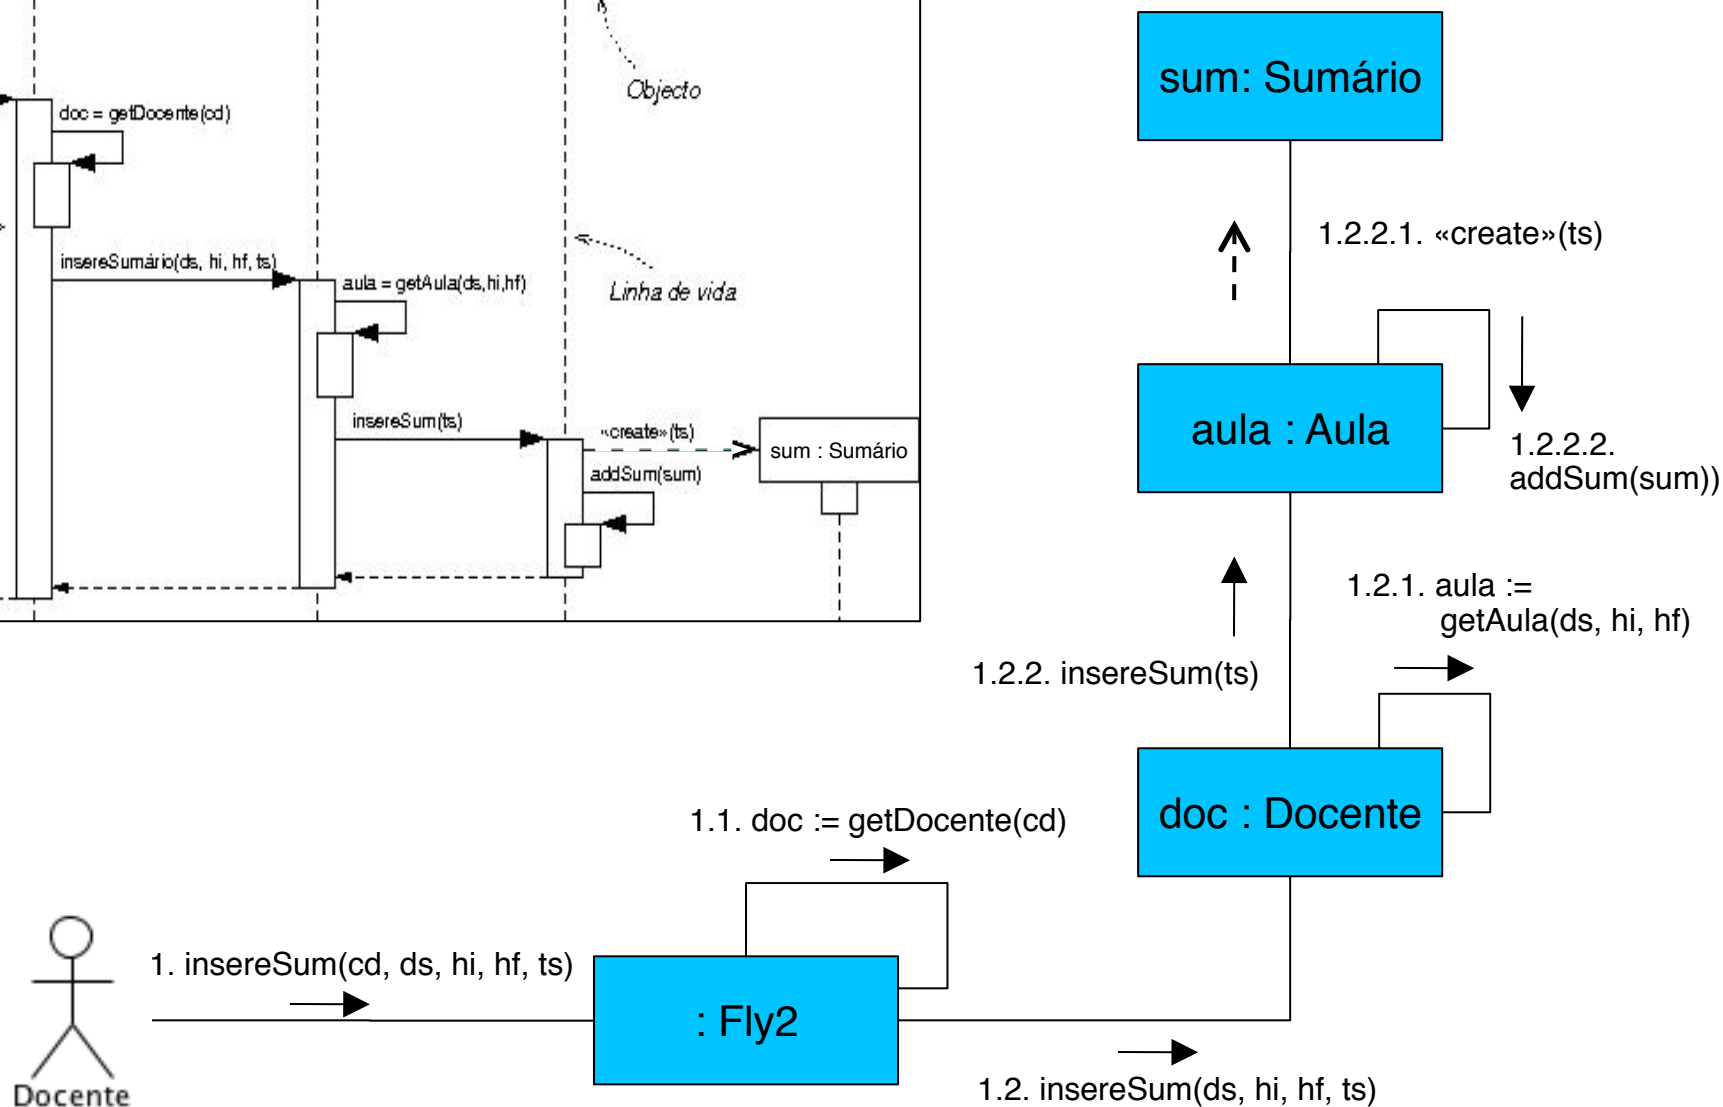 Objecto
doc = getDocente(cd)
insereSumário(ds, hi, hf, ts)
aula = getAula(ds,hi,hf)
Linha de vida
insereSum(ts)
«create»(ts)
sum : Sumário
addSum(sum)
sum: Sumário
1.2.2.1. «create»(ts)
aula : Aula
1.2.2.2.
addSum(sum))
1.2.1. aula :=
getAula(ds, hi, hf)
1.2.2. insereSum(ts)
doc : Docente
1.1. doc := getDocente(cd)
1. insereSum(cd, ds, hi, hf, ts)
: Fly2
Docente
1.2. insereSum(ds, hi, hf, ts)